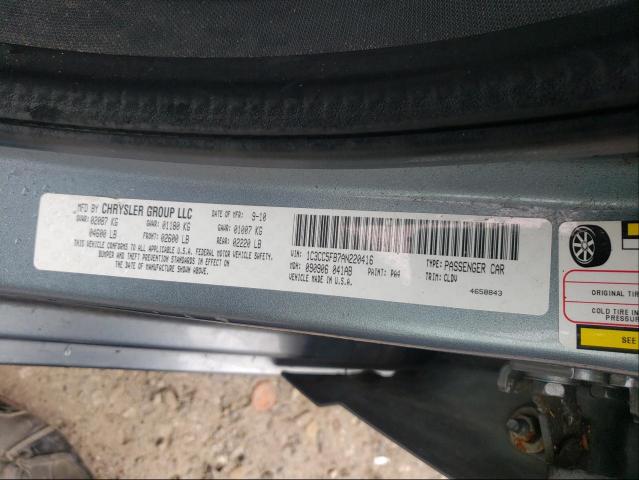 MFD BY CHRYSLER GROUP LLC DATE OF MFR: 9-10
GVWR: 02087 KG GAWR: 01180 KG GAWR: 01007 KG
04600 LB FRONT: 02600 LB REAR: 02220 LB
THIS VEHICLE CONFORMS TO ALL APPLICABLE U.S.A. FEDERAL MOTOR VEHICLE SAFETY,
BUMPER AND THEFT PREVENTION STANDARDS IN EFFECT ON
THE DATE OF MANUFACTURE SHOWN ABOVE.
VIN: 1C3CC5FB7AN220416 TYPE: PASSENGER CAR
MDH: 090906 041AB PAINT: TRIM: CLDV
VEHICLE MADE IN U.S.A. 4658843
ORIGINAL TI
COLD TIRE IN
PRESSUR
SEE